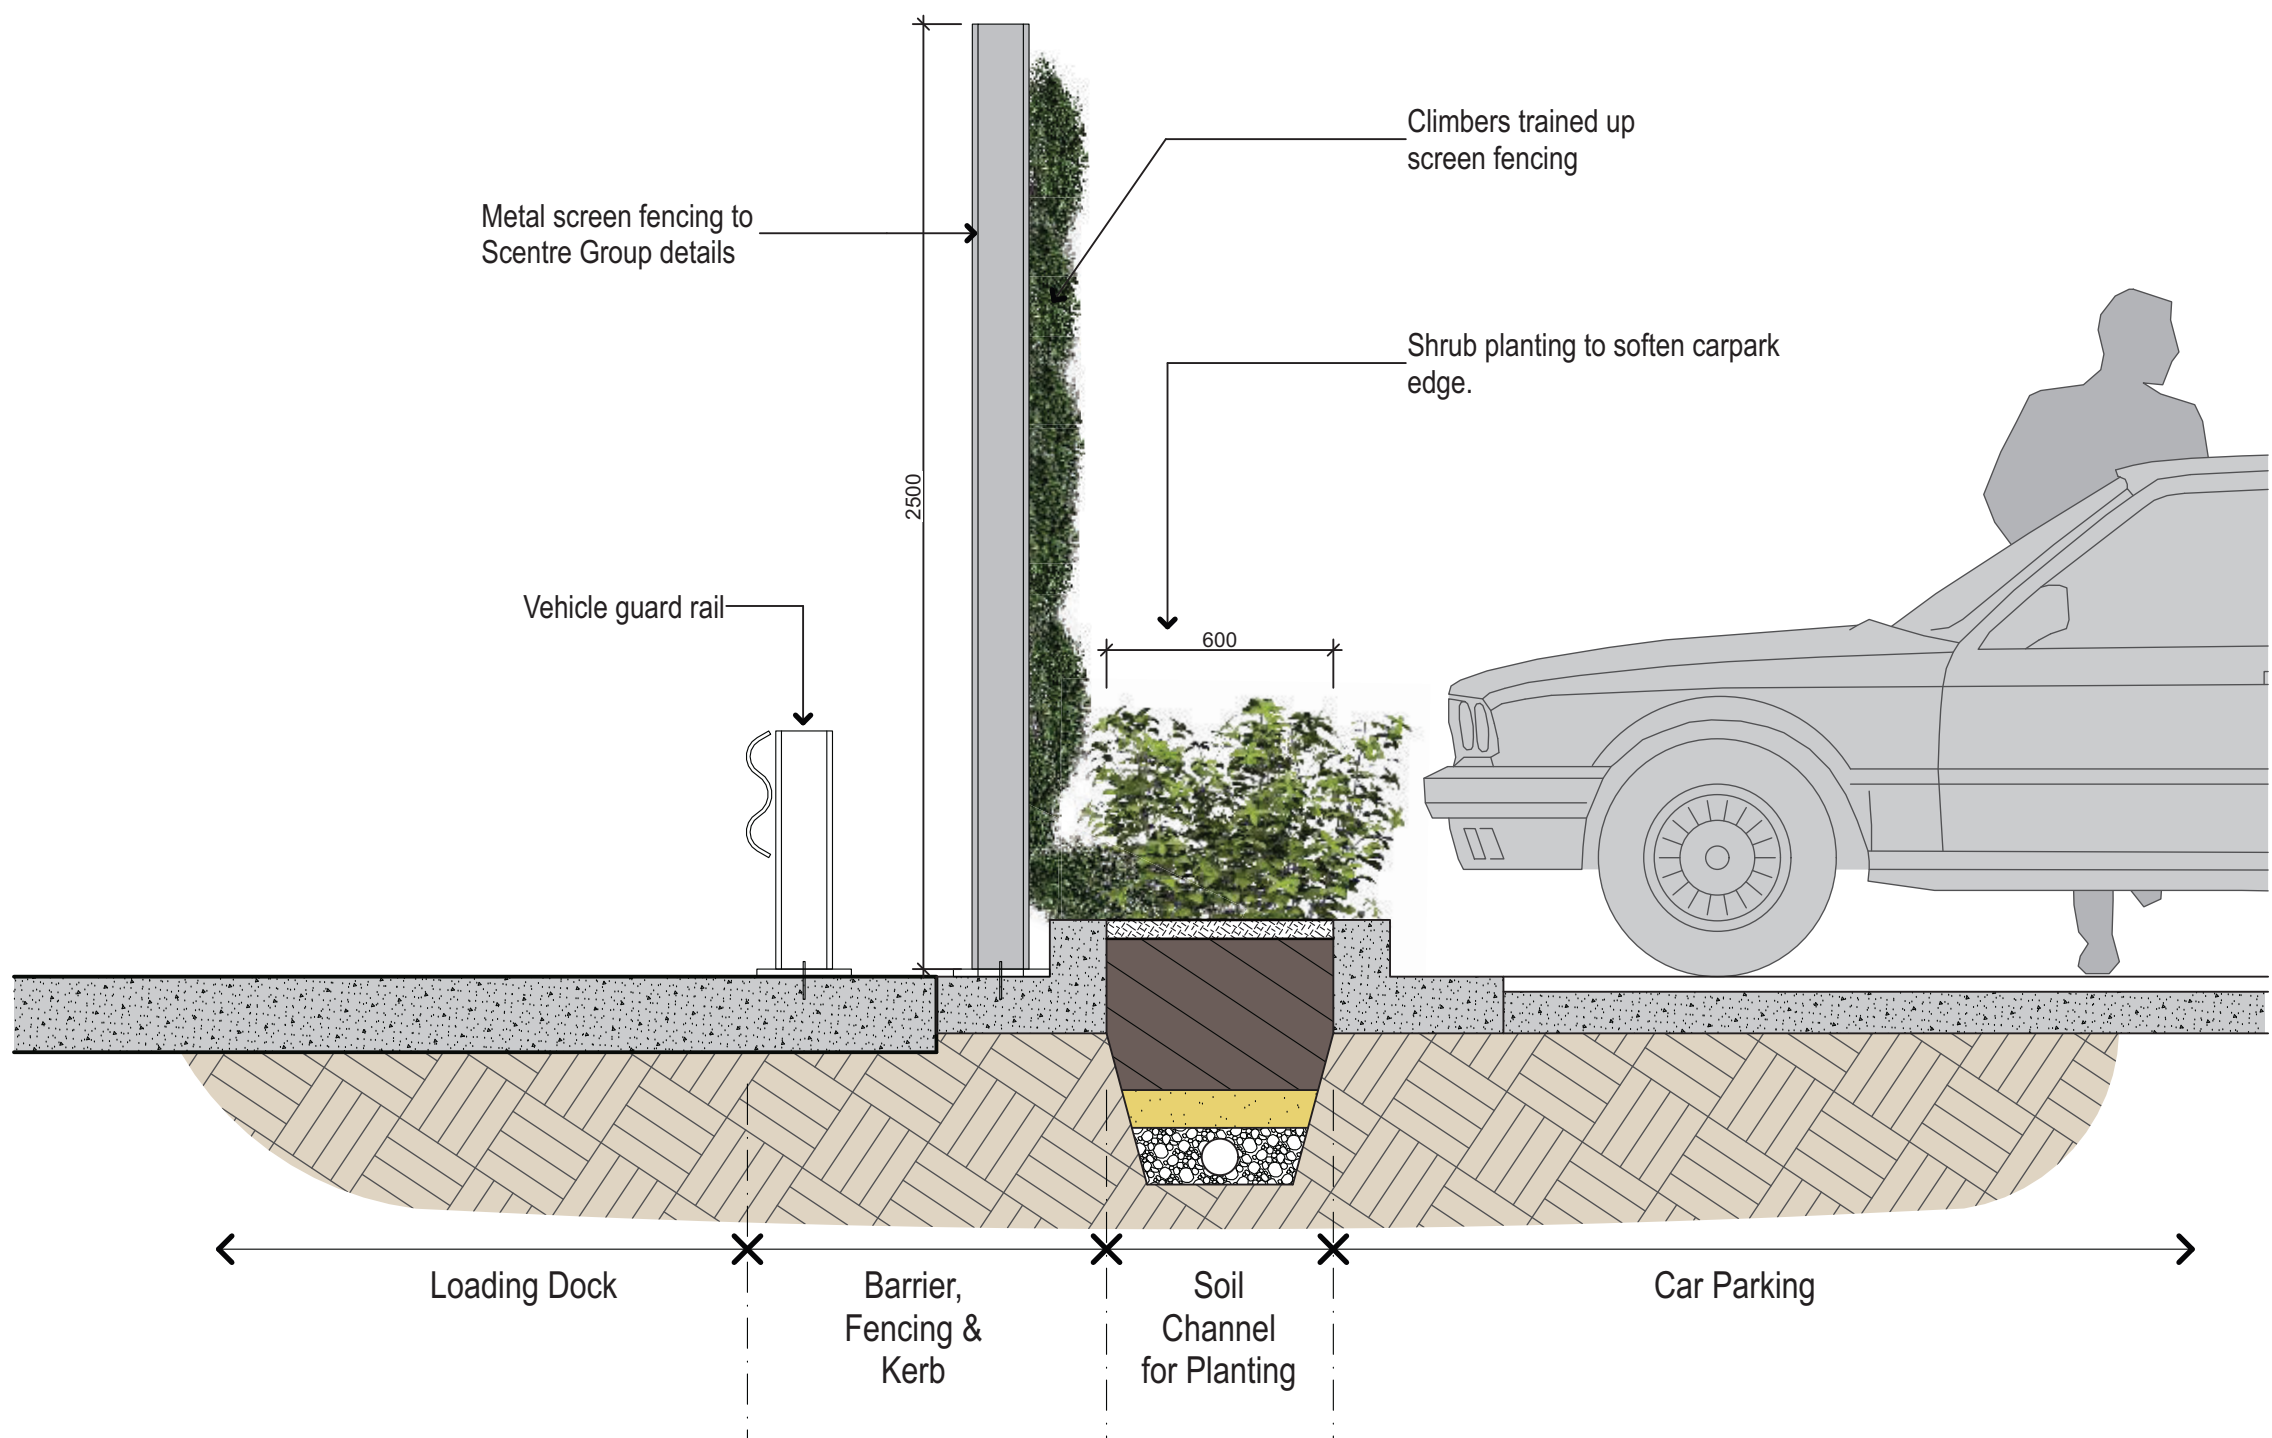 Climbers trained up
screen fencing
Metal screen fencing to
Scentre Group details
Shrub planting to soften carpark
edge.
2500
Vehicle guard rail
600
Loading Dock
Barrier,
Fencing &
Kerb
Soil
Channel
for Planting
Car Parking